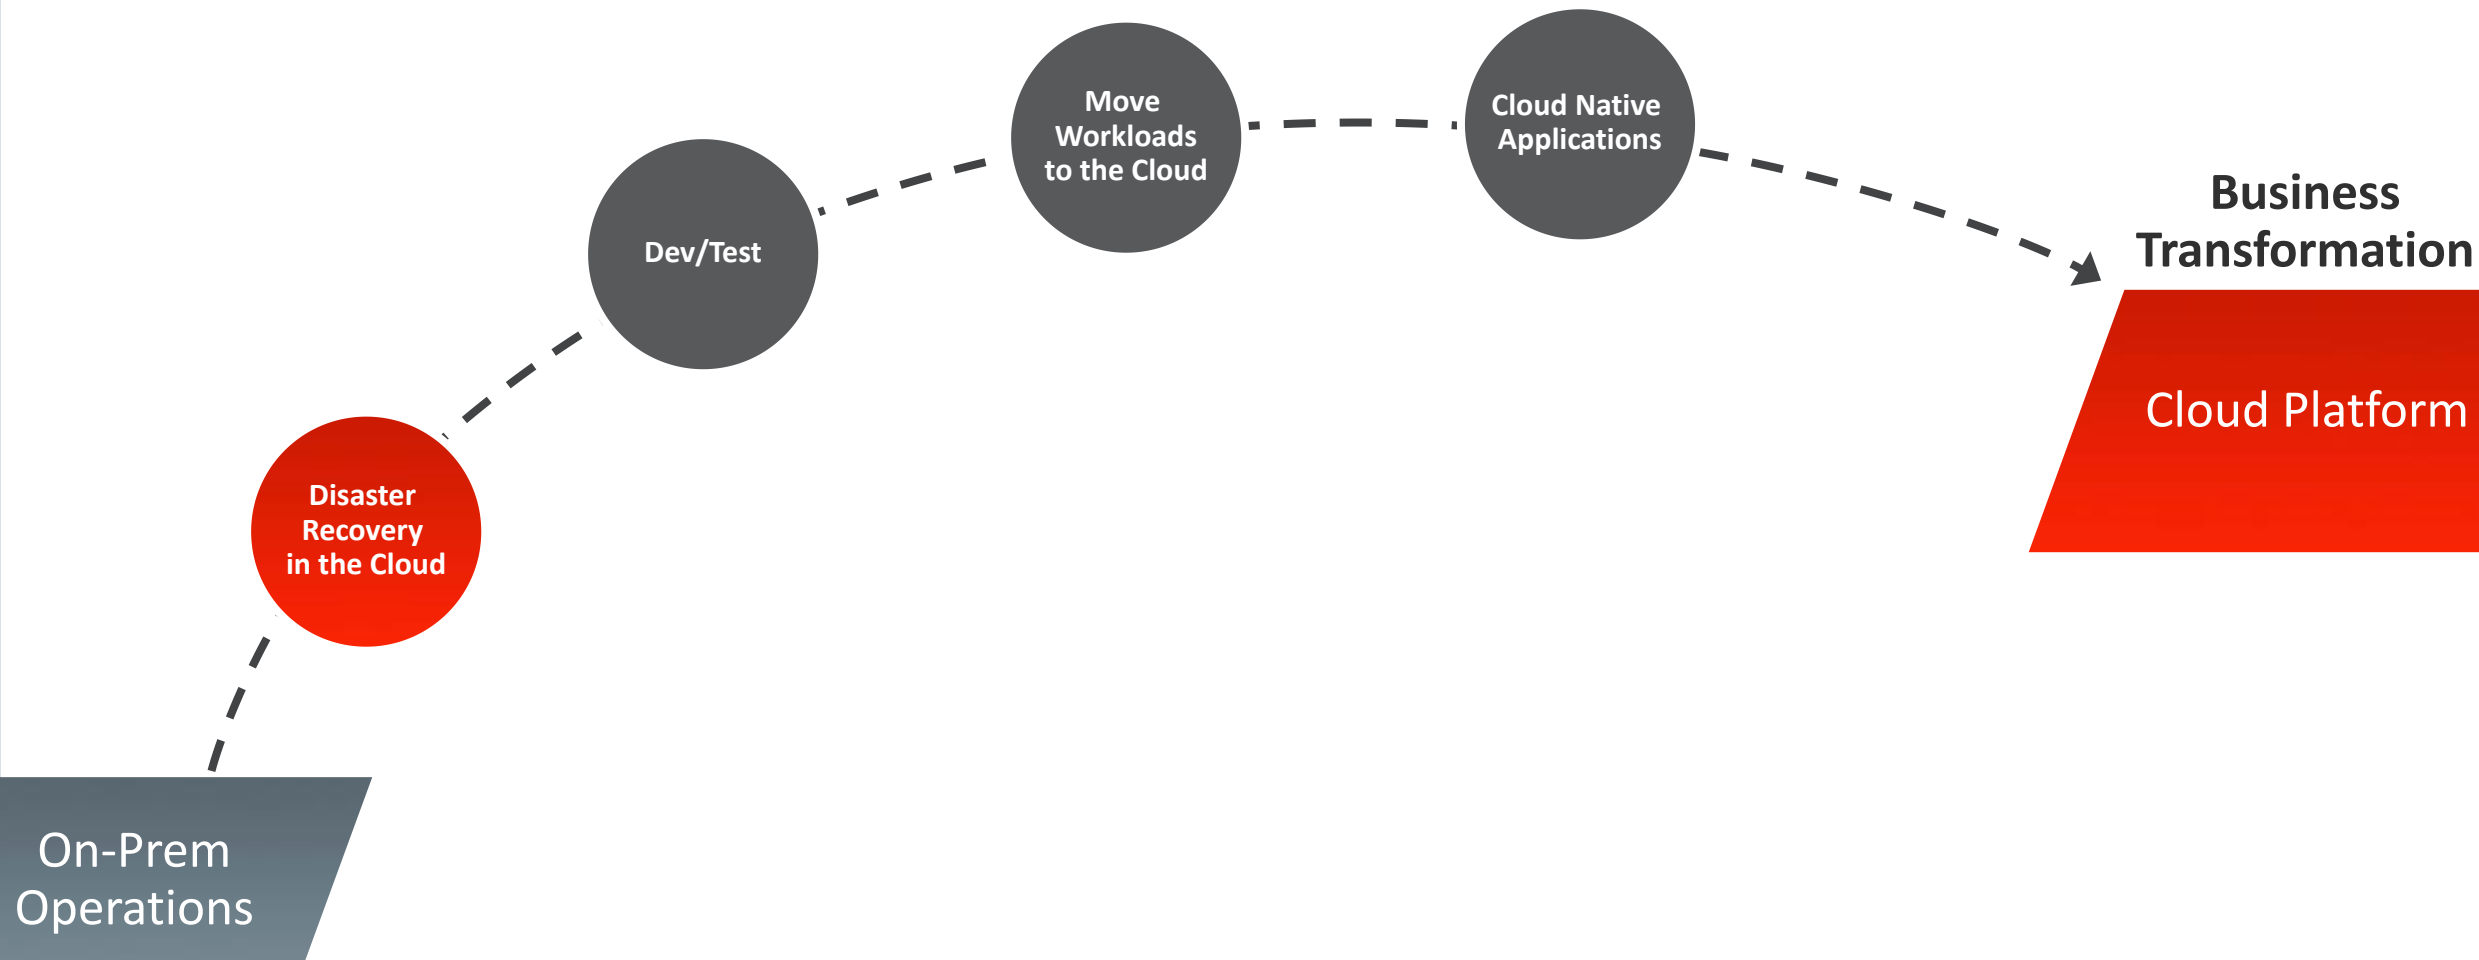 On-Prem
Operations
Disaster
Recovery
in the Cloud
Dev/Test
Move
Workloads
to the Cloud
Cloud Native
Applications
Business
Transformation
Cloud Platform